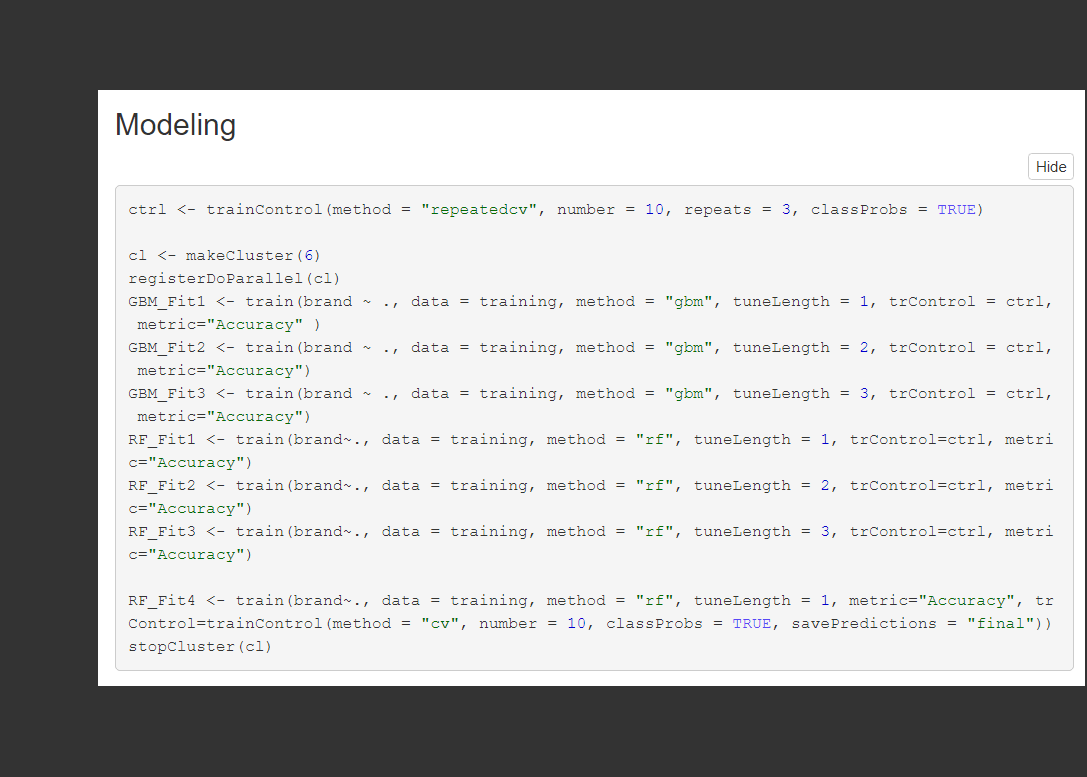 Modeling
Hide
ctrl <- trainControl(method = "repeatedcv", number = 10, repeats = 3, classProbs = TRUE)
cl <- makeCluster(6)
registerDoParallel(cl)
GBM_Fit1 <- train(brand ~ ., data = training, method = "gbm", tuneLength = 1, trControl = ctrl,
metric="Accuracy" )
GBM_Fit2 <- train(brand ~ ., data = training, method = "gbm", tuneLength = 2, trControl = ctrl,
metric="Accuracy")
GBM_Fit3 <- train(brand ~ ., data = training, method = "gbm", tuneLength = 3, trControl = ctrl,
metric="Accuracy")
RF_Fit1 <- train(brand~., data = training, method = "rf", tuneLength = 1, trControl=ctrl, metri
c="Accuracy")
RF_Fit2 <- train(brand~., data = training, method = "rf", tuneLength = 2, trControl=ctrl, metri
c="Accuracy")
RF_Fit3 <- train(brand~., data = training, method = "rf", tuneLength = 3, trControl=ctrl, metri
c="Accuracy")
RF_Fit4 <- train(brand~., data = training, method = "rf", tuneLength = 1, metric="Accuracy", tr
Control=trainControl(method = "cv", number = 10, classProbs = TRUE, savePredictions = "final"))
stopCluster(cl)